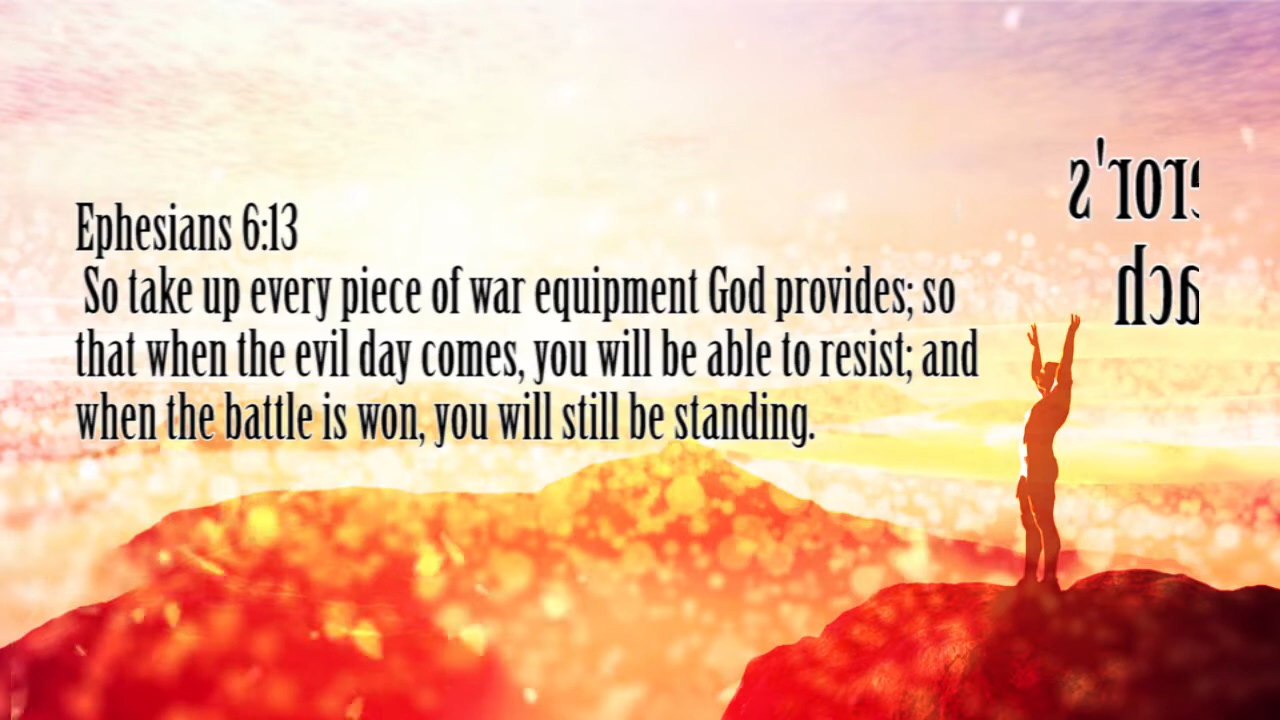 Ephesians 6:13
So take up every piece of war equipment God provides; so
that when the evil day comes, you will be able to resist; and
when the battle is won, you will still be standing.